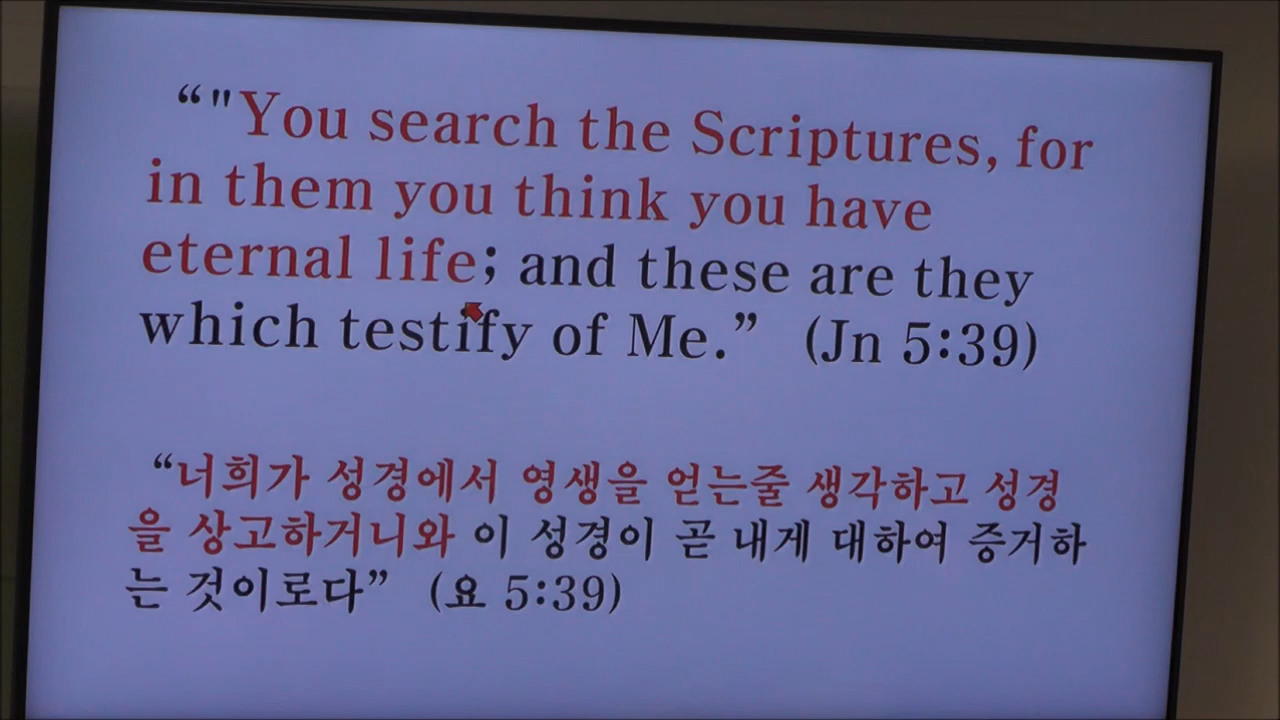 “"You search the Scriptures, for
in them you think you have
eternal life; and these are they
which testify of Me.” (Jn 5:39)
“너희가 성경에서 영생을 얻는줄 생각하고 성경
을 상고하거니와 이 성경이 곧 내게 대하여 증거하
는 것이로다” (요 5:39)